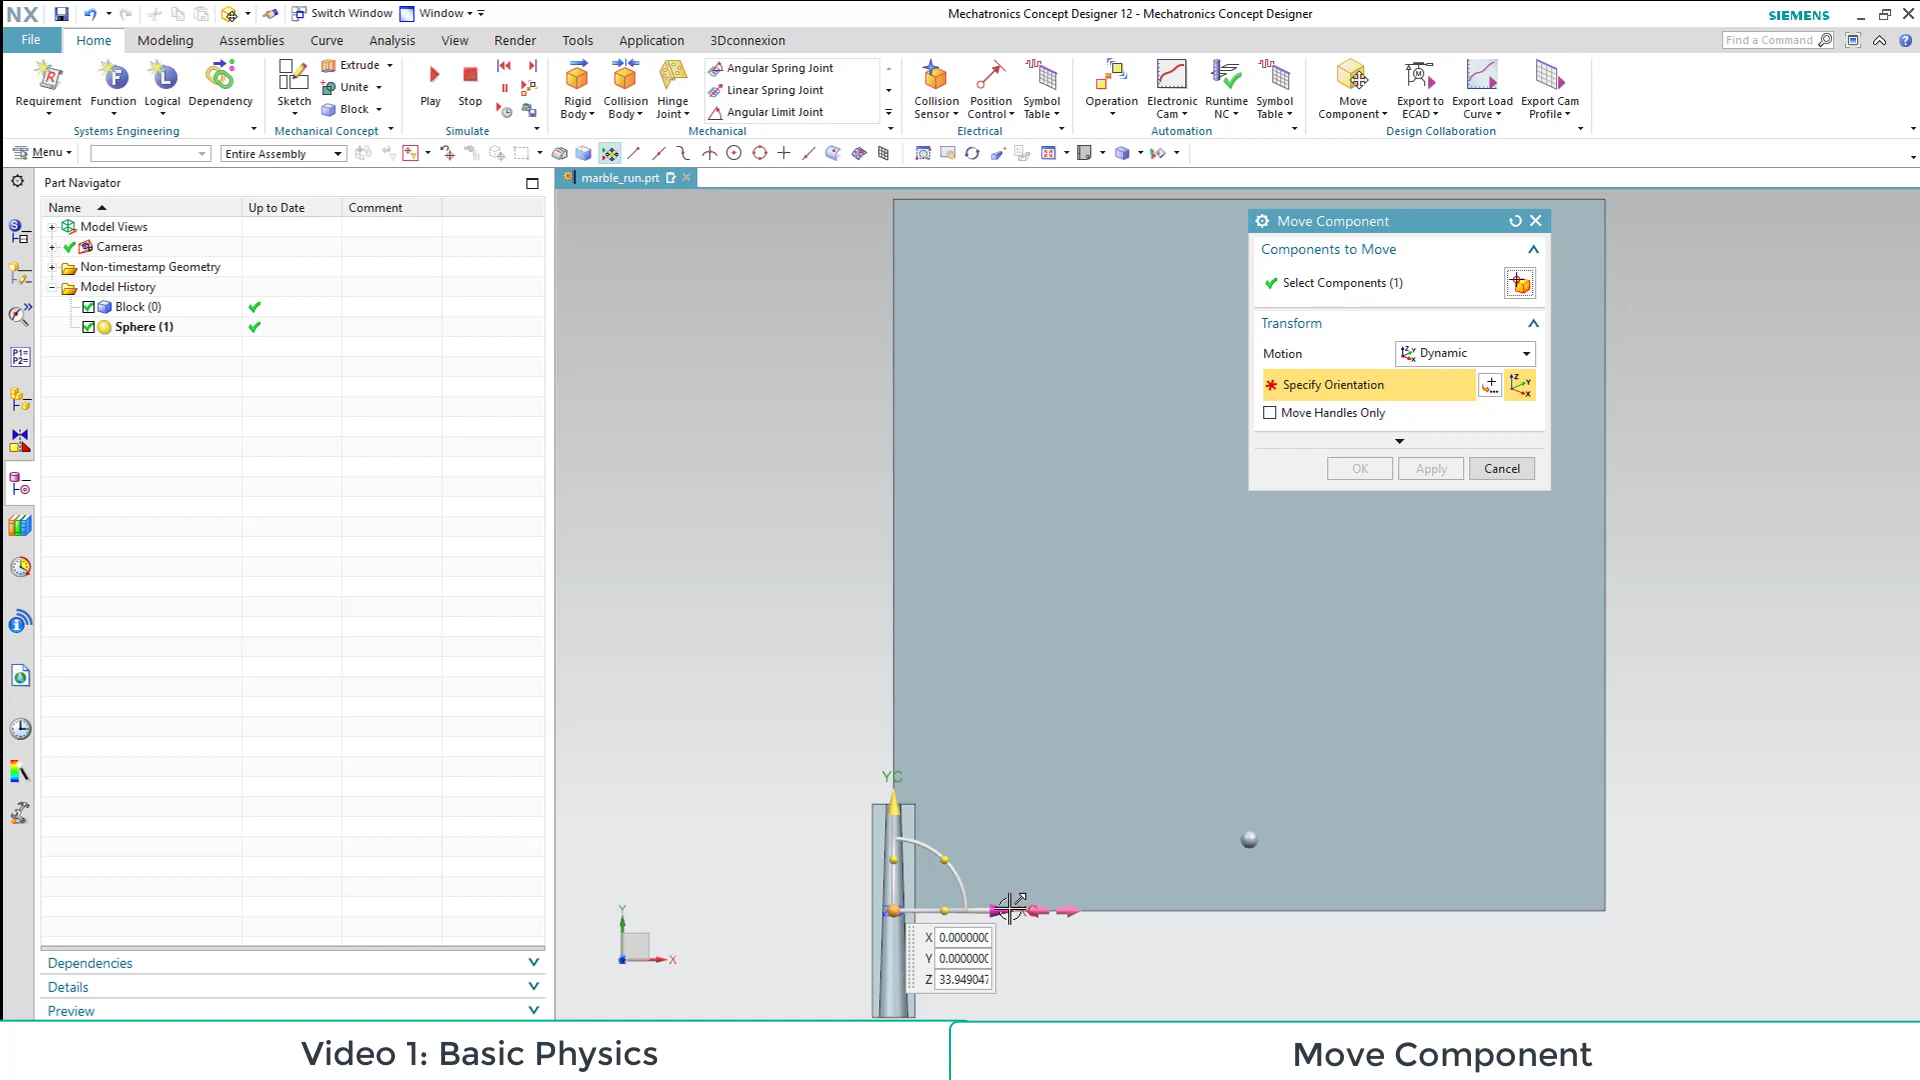 NX
Switch Window
Window
Mechatronics Concept Designer 12 - Mechatronics Concept Designer
SIEMENS
File
Home
Modeling
Assemblies
Curve
Analysis
View
Render
Tools
Application
3Dconnexion
Find a Command
Requirement
Function
Logical
Dependency
Systems Engineering
Sketch
Extrude
Unite
Block
Mechanical Concept
Play
Stop
Simulate
Rigid Body
Collision Body
Hinge Joint
Angular Spring Joint
Linear Spring Joint
Angular Limit Joint
Mechanical
Collision Sensor
Position Control
Symbol Table
Electrical
Operation
Electronic Cam
Runtime NC
Symbol Table
Automation
Move Component
Export to ECAD
Export Load Curve
Export Cam Profile
Design Collaboration
Menu
Entire Assembly
Part Navigator
marble_run.prt
Name
Up to Date
Comment
Model Views
Cameras
Non-timestamp Geometry
Model History
Block (0)
Sphere (1)
Dependencies
Details
Preview
Move Component
Components to Move
Select Components (1)
Transform
Motion
Dynamic
Specify Orientation
Move Handles Only
OK
Apply
Cancel
YC
Y
X
X 0.0000000
Y 0.0000000
Z 33.949047
Video 1: Basic Physics
Move Component